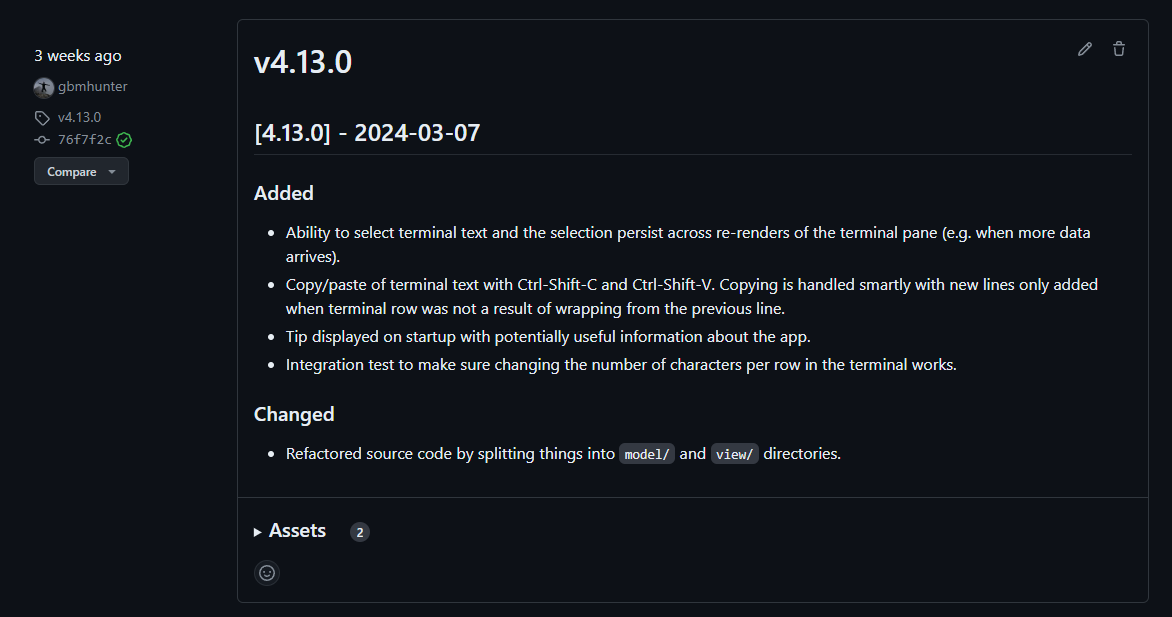 3 weeks ago
gbmhunter
v4.13.0
76f7f2c
Compare
v4.13.0
[4.13.0] - 2024-03-07
Added
Ability to select terminal text and the selection persist across re-renders of the terminal pane (e.g. when more data
arrives).
Copy/paste of terminal text with Ctrl-Shift-C and Ctrl-Shift-V. Copying is handled smartly with new lines only added
when terminal row was not a result of wrapping from the previous line.
Tip displayed on startup with potentially useful information about the app.
Integration test to make sure changing the number of characters per row in the terminal works.
Changed
Refactored source code by splitting things into model/ and view/ directories.
Assets 2